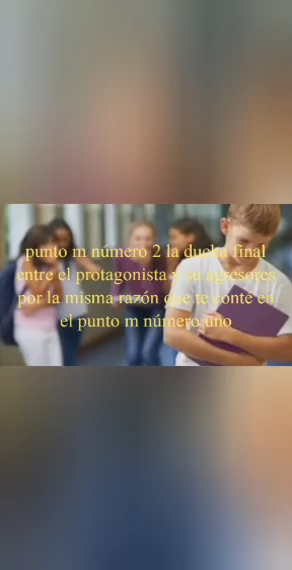 punto m número 2 la ducha final
entre el protagonista y su agresores
por la misma razón que te conté en
el punto m número uno